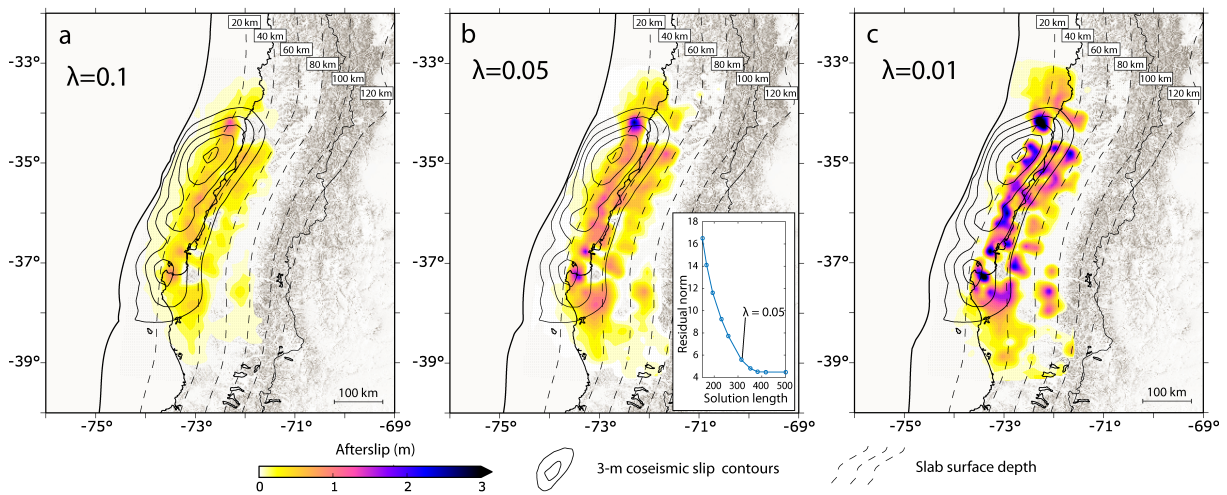 a
λ=0.1
20 km
40 km
60 km
80 km
100 km
120 km
-33°
-35°
-37°
-39°
100 km
-75°
-73°
-71°
-69°
b
λ=0.05
20 km
40 km
60 km
80 km
100 km
120 km
18
16
14
12
10
8
6
4
Residual norm
λ = 0.05
200
300
400
500
Solution length
-75°
-73°
-71°
-69°
c
λ=0.01
20 km
40 km
60 km
80 km
100 km
120 km
-33°
-35°
-37°
-39°
100 km
-75°
-73°
-71°
-69°
Afterslip (m)
0
1
2
3
3-m coseismic slip contours
Slab surface depth